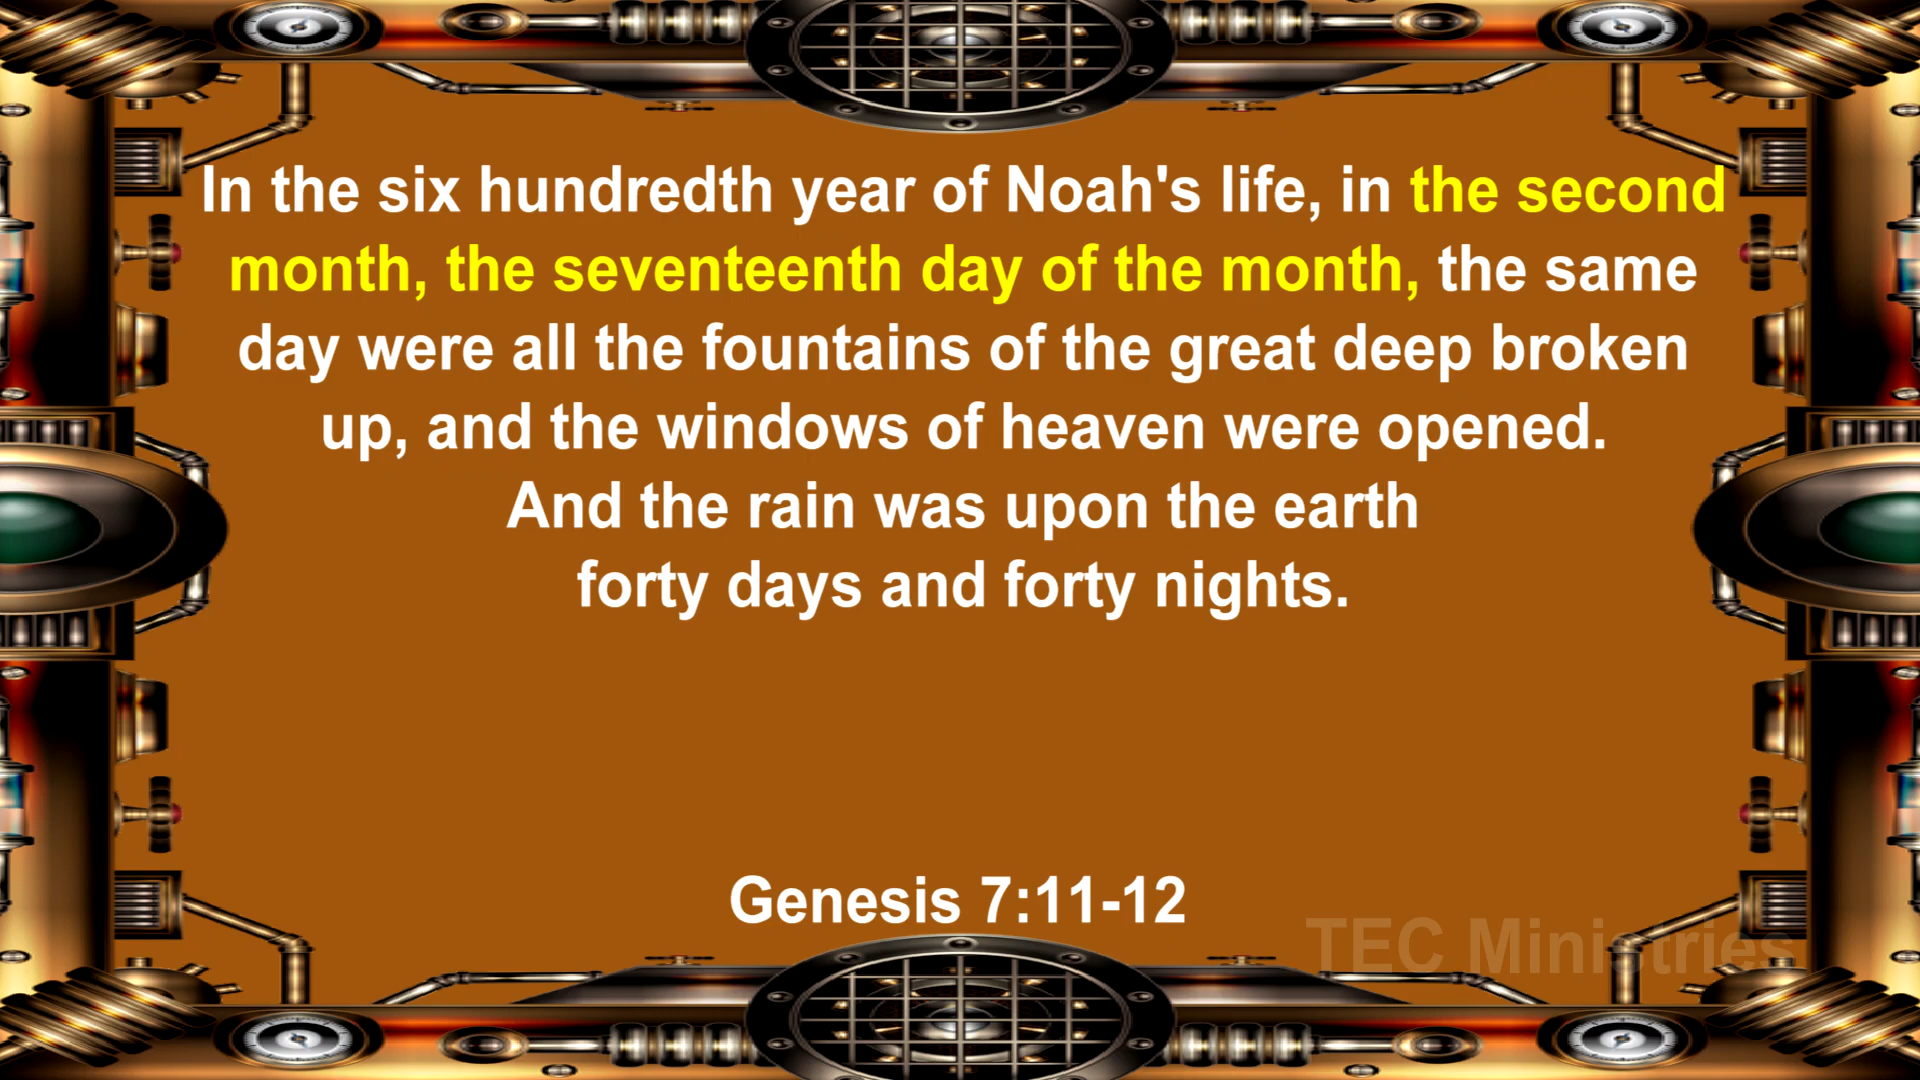 In the six hundredth year of Noah's life, in the second
month, the seventeenth day of the month, the same
day were all the fountains of the great deep broken
up, and the windows of heaven were opened.
And the rain was upon the earth
forty days and forty nights.
Genesis 7:11-12
TEC Ministries